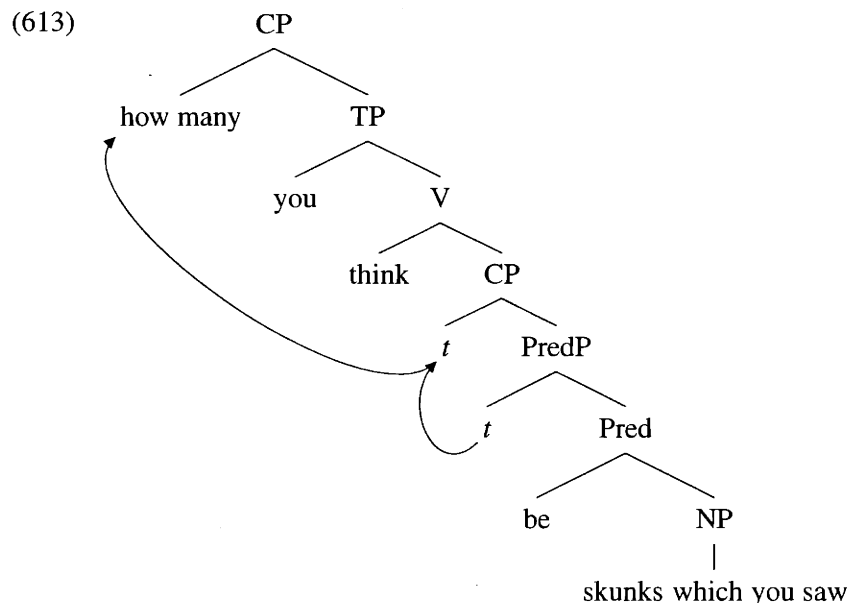 (613) CP
how many TP
you V
think CP
t PredP
t Pred
be NP
skunks which you saw